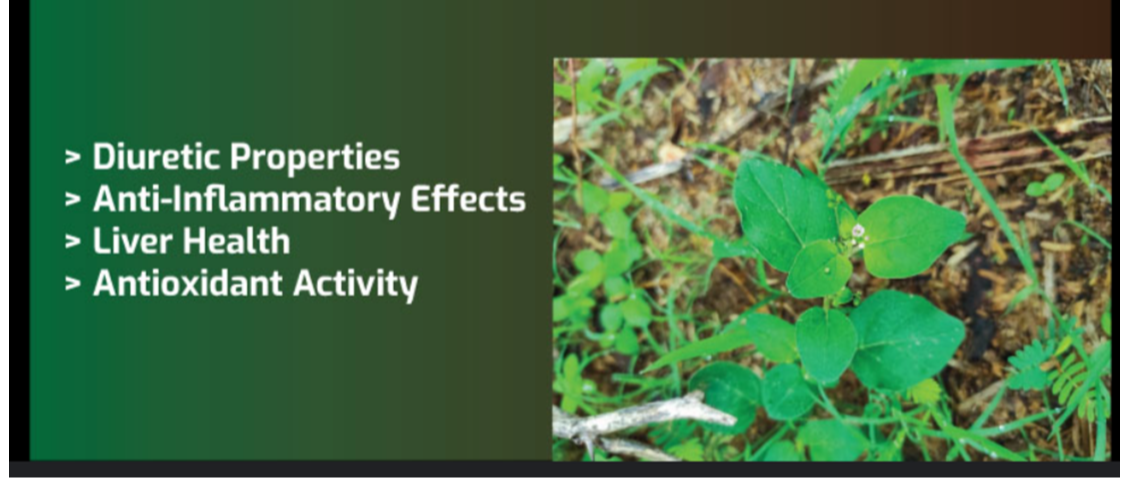 > Diuretic Properties
> Anti-Inflammatory Effects
> Liver Health
> Antioxidant Activity